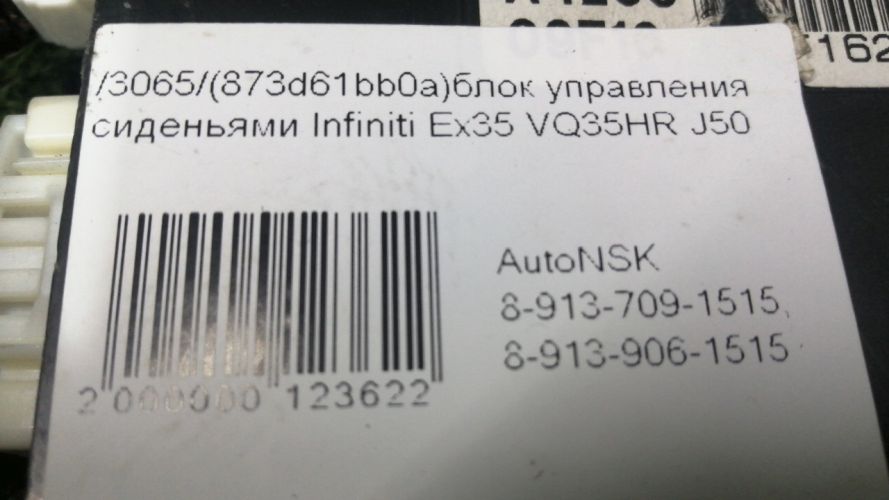 /3065/(873d61bb0a)блок управления
сиденьями Infiniti Ex35 VQ35HR J50
AutoNSK
8-913-709-1515,
8-913-906-1515
2 000000 123622